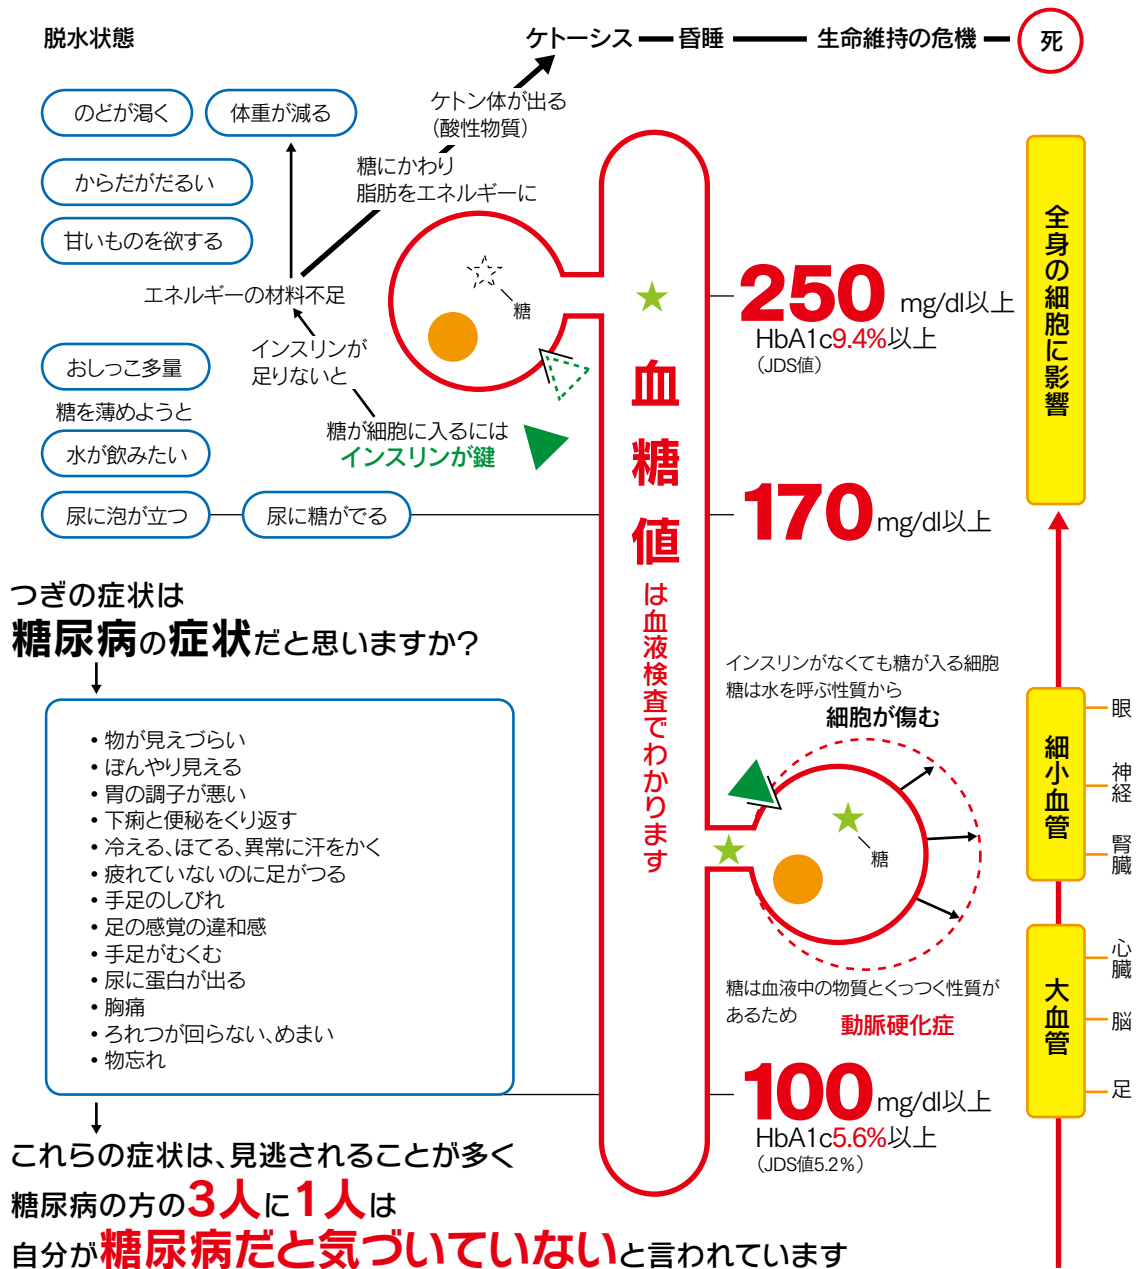 脱水状態
ケトーシス
昏睡
生命維持の危機
死
のどが渇く
体重が減る
ケトン体が出る
（酸性物質）
からだがだるい
糖にかわり
脂肪をエネルギーに
甘いものを欲する
エネルギーの材料不足
糖
インスリンが
足りないと
おしっこ多量
糖を薄めようと
水が飲みたい
糖が細胞に入るには
インスリンが鍵
尿に泡が立つ
尿に糖がでる
血糖値は血液検査でわかります
250 mg/dl以上
HbA1c9.4%以上
（JDS値）
170mg/dl以上
全身の細胞に影響
つぎの症状は
糖尿病の症状だと思いますか?
• 物が見えづらい
• ぼんやり見える
• 胃の調子が悪い
• 下痢と便秘をくり返す
• 冷える、ほてる、異常に汗をかく
• 疲れていないのに足がつる
• 手足のしびれ
• 足の感覚の違和感
• 手足がむくむ
• 尿に蛋白が出る
• 胸痛
• ろれつが回らない、めまい
• 物忘れ
インスリンがなくても糖が入る細胞
糖は水を呼ぶ性質から
細胞が傷む
糖
糖は血液中の物質とくっつく性質が
あるため
動脈硬化症
100mg/dl以上
HbA1c5.6%以上
（JDS値5.2%）
細小血管
眼
神経
腎臓
大血管
心臓
脳
足
これらの症状は、見逃されることが多く
糖尿病の方の3人に1人は
自分が糖尿病だと気づいていないと言われています